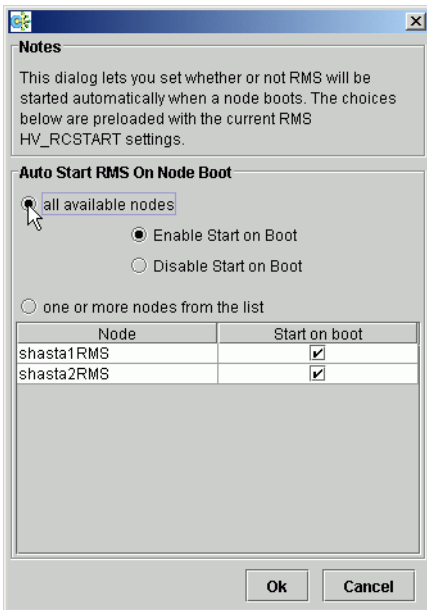 Notes
This dialog lets you set whether or not RMS will be
started automatically when a node boots. The choices
below are preloaded with the current RMS
HV_RCSTART settings.
Auto Start RMS On Node Boot
all available nodes
Enable Start on Boot
Disable Start on Boot
one or more nodes from the list
Node Start on boot
shasta1RMS
shasta2RMS
Ok Cancel